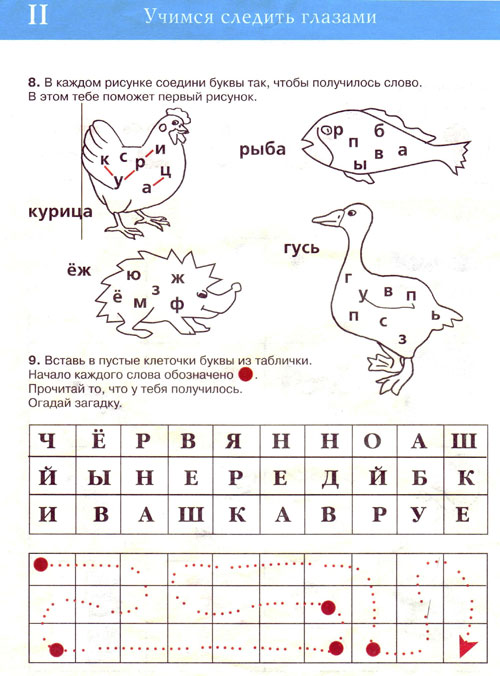 II Учимся следить глазами
8. В каждом рисунке соедини буквы так, чтобы получилось слово.
В этом тебе поможет первый рисунок.
к с р и
у а ц
курица
рыба
р п б
ы в а
ёж
ю з ж
ё м ф
гусь
г у в п
п с ь
з
9. Вставь в пустые клеточки буквы из таблички.
Начало каждого слова обозначено .
Прочитай то, что у тебя получилось.
Отгадай загадку.
Ч Ё Р В Я Н Н О А Ш
Й Ы Н Е Р Е Д Й Б К
И В А Ш К А В Р У Е